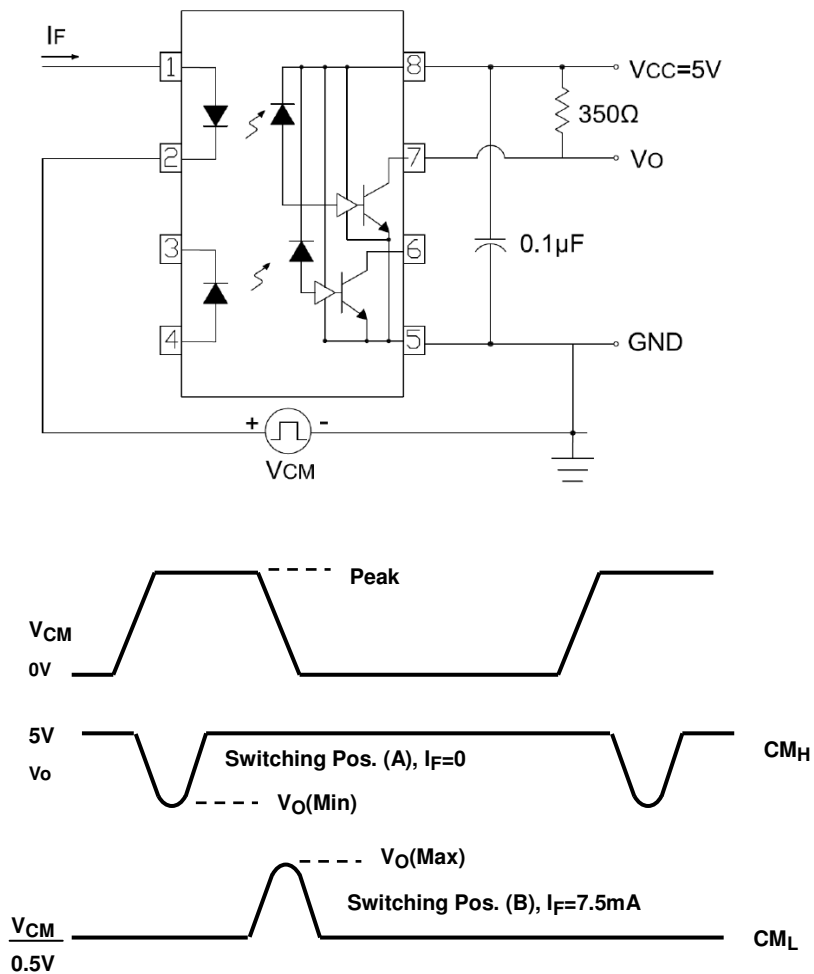 IF
1
8
VCC=5V
350Ω
2
7
VO
3
6
0.1µF
4
5
GND
+ -
VCM
Peak
VCM
0V
5V
Switching Pos. (A), IF=0
CMH
Vo
VO(Min)
VO(Max)
Switching Pos. (B), IF=7.5mA
VCM
CML
0.5V